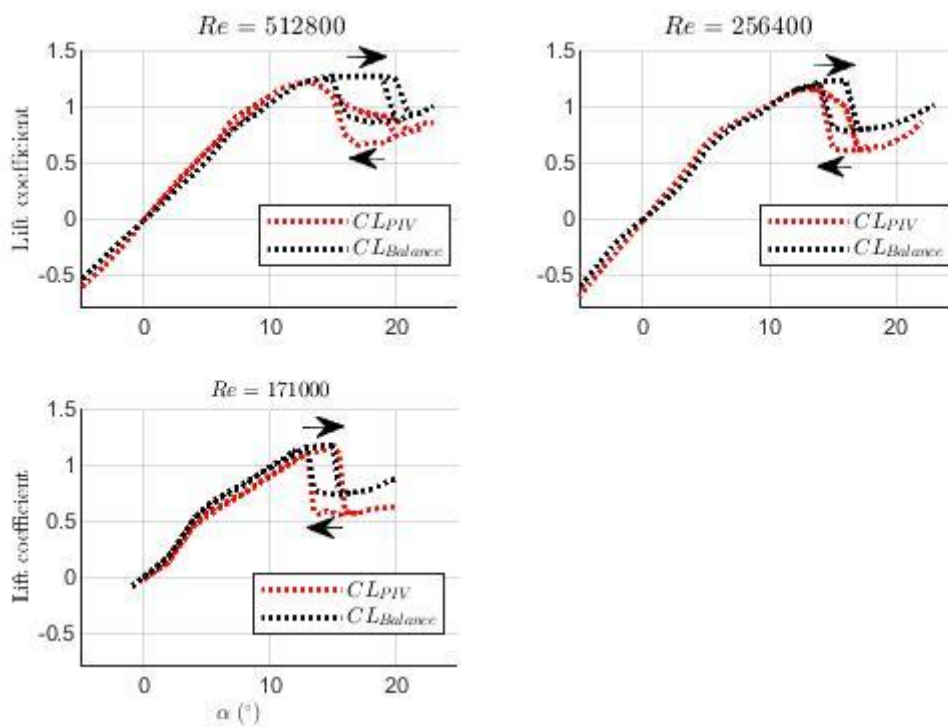 Re = 512800
1.5
1
0.5
0
-0.5
Lift coefficient
CL_PIV
CL_Balance
0 10 20
Re = 256400
1.5
1
0.5
0
-0.5
CL_PIV
CL_Balance
0 10 20
Re = 171000
1.5
1
0.5
0
-0.5
Lift coefficient
CL_PIV
CL_Balance
0 10 20
α (°)